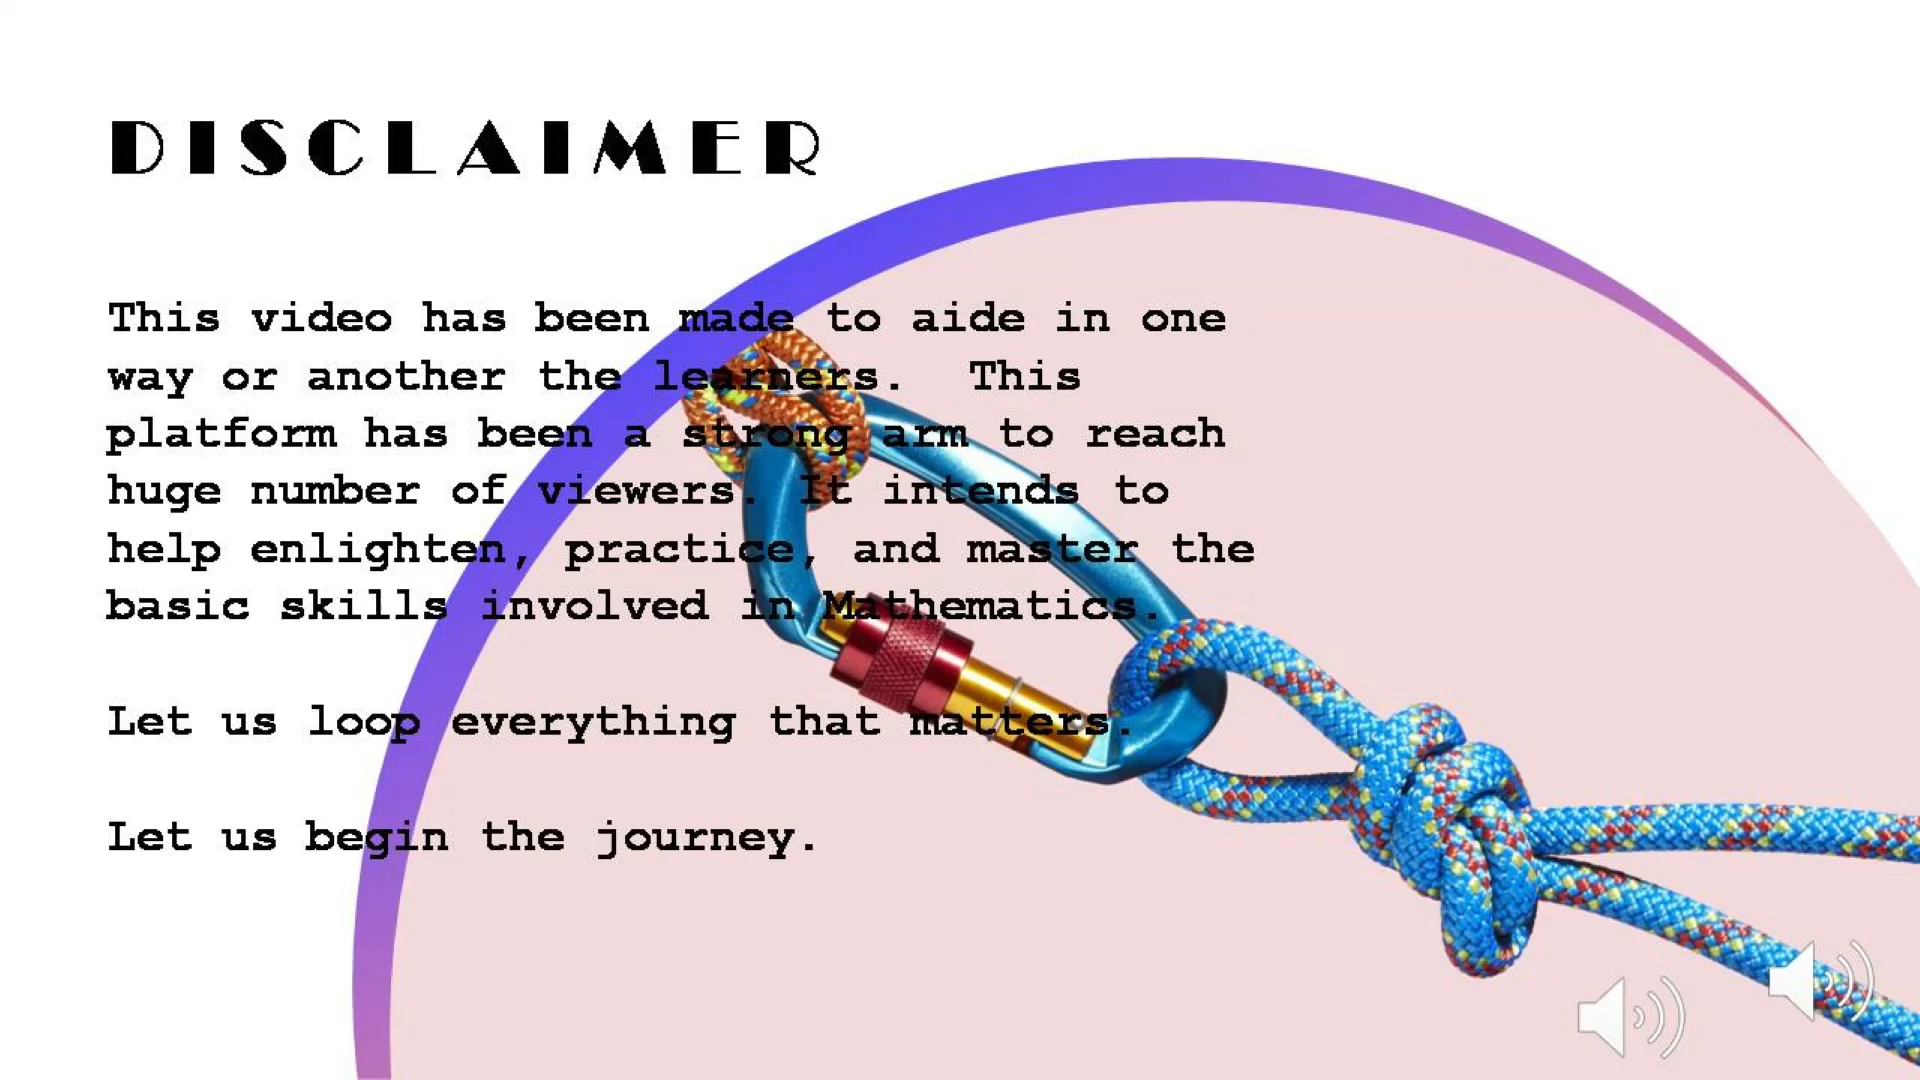 DISCLAIMER
This video has been made to aide in one
way or another the learners. This
platform has been a strong arm to reach
huge number of viewers. It intends to
help enlighten, practice, and master the
basic skills involved in Mathematics.
Let us loop everything that matters.
Let us begin the journey.